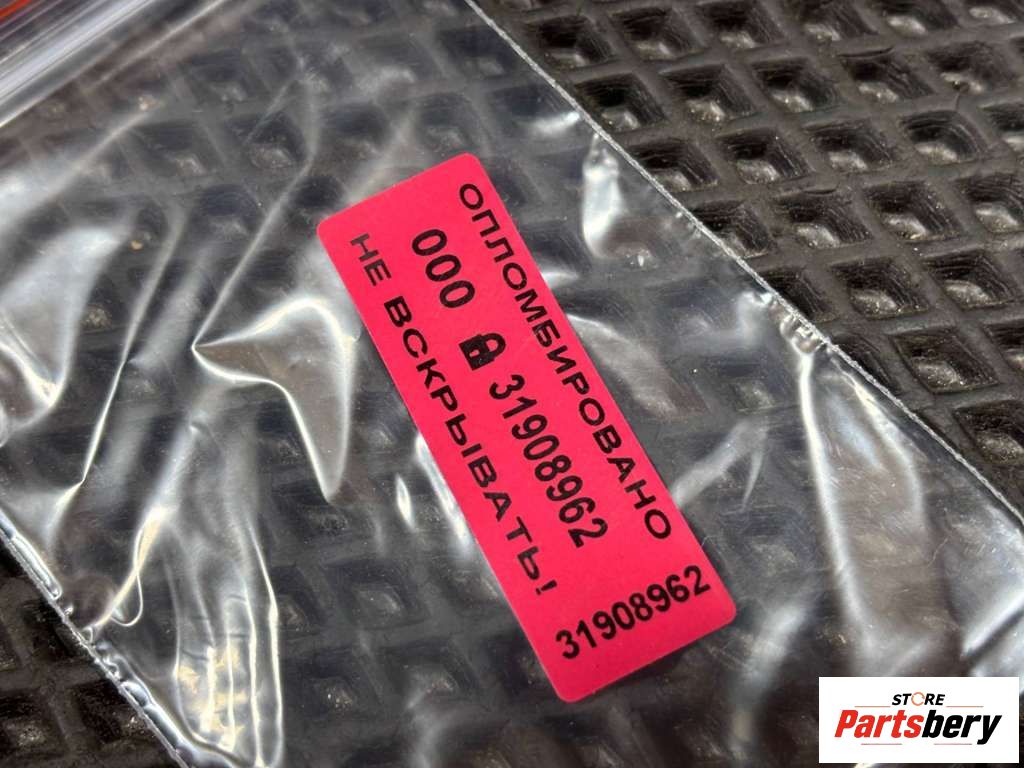 ОПЛОМБИРОВАНО
000 31908962
НЕ ВСКРЫВАТЬ!
31908962
STORE
Partsbery